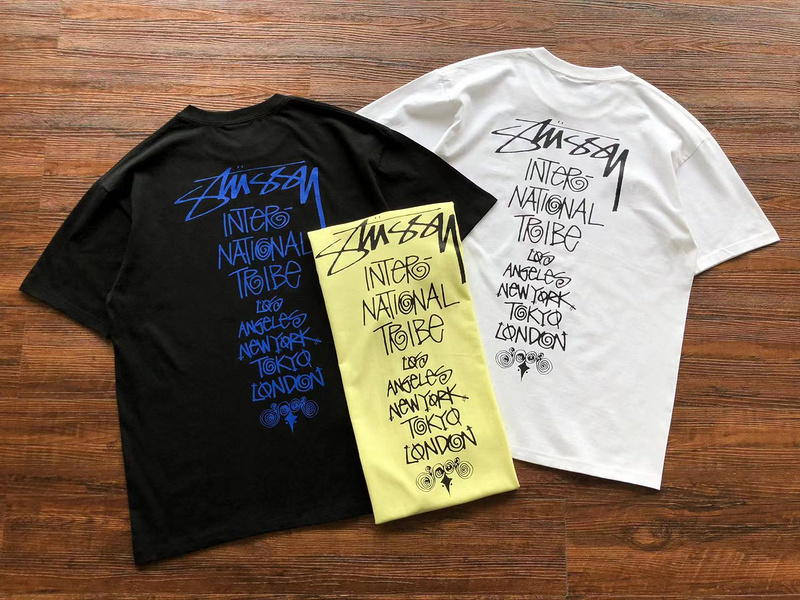 Stüssy
INTER-
NATIONAL
TRIBE
LOS
ANGELES
NEW YORK
TOKYO
LONDON
Stüssy
INTER-
NATIONAL
TRIBE
LOS
ANGELES
NEW YORK
TOKYO
LONDON
Stüssy
INTER-
NATIONAL
TRIBE
LOS
ANGELES
NEW YORK
TOKYO
LONDON